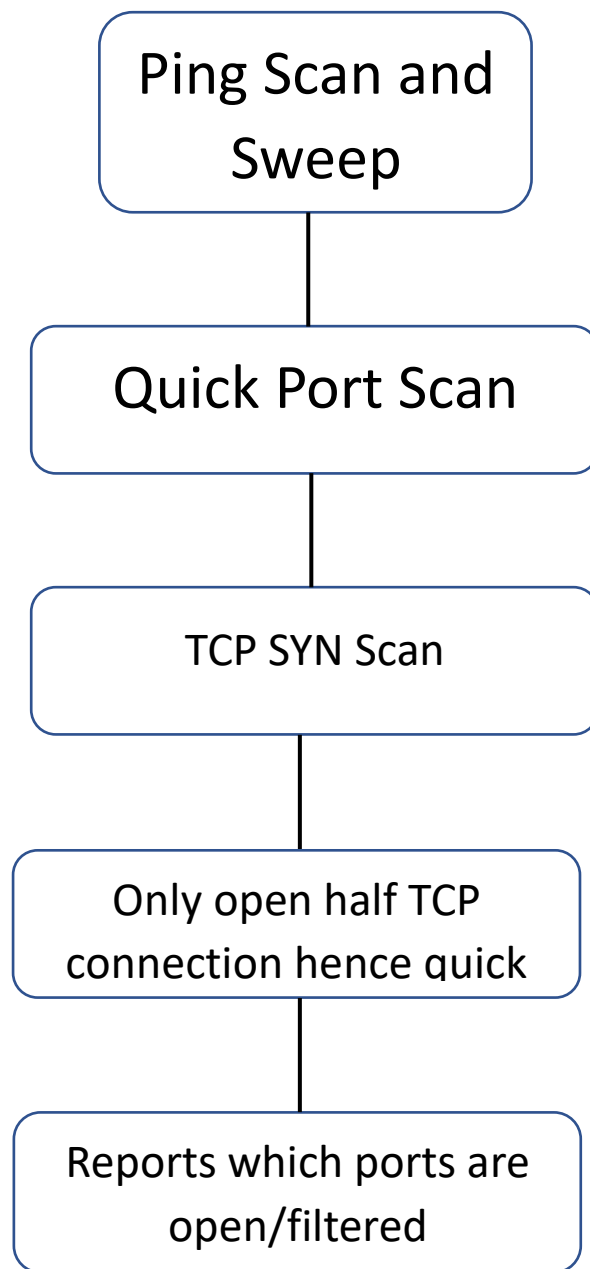 Ping Scan and
Sweep
Quick Port Scan
TCP SYN Scan
Only open half TCP
connection hence quick
Reports which ports are
open/filtered